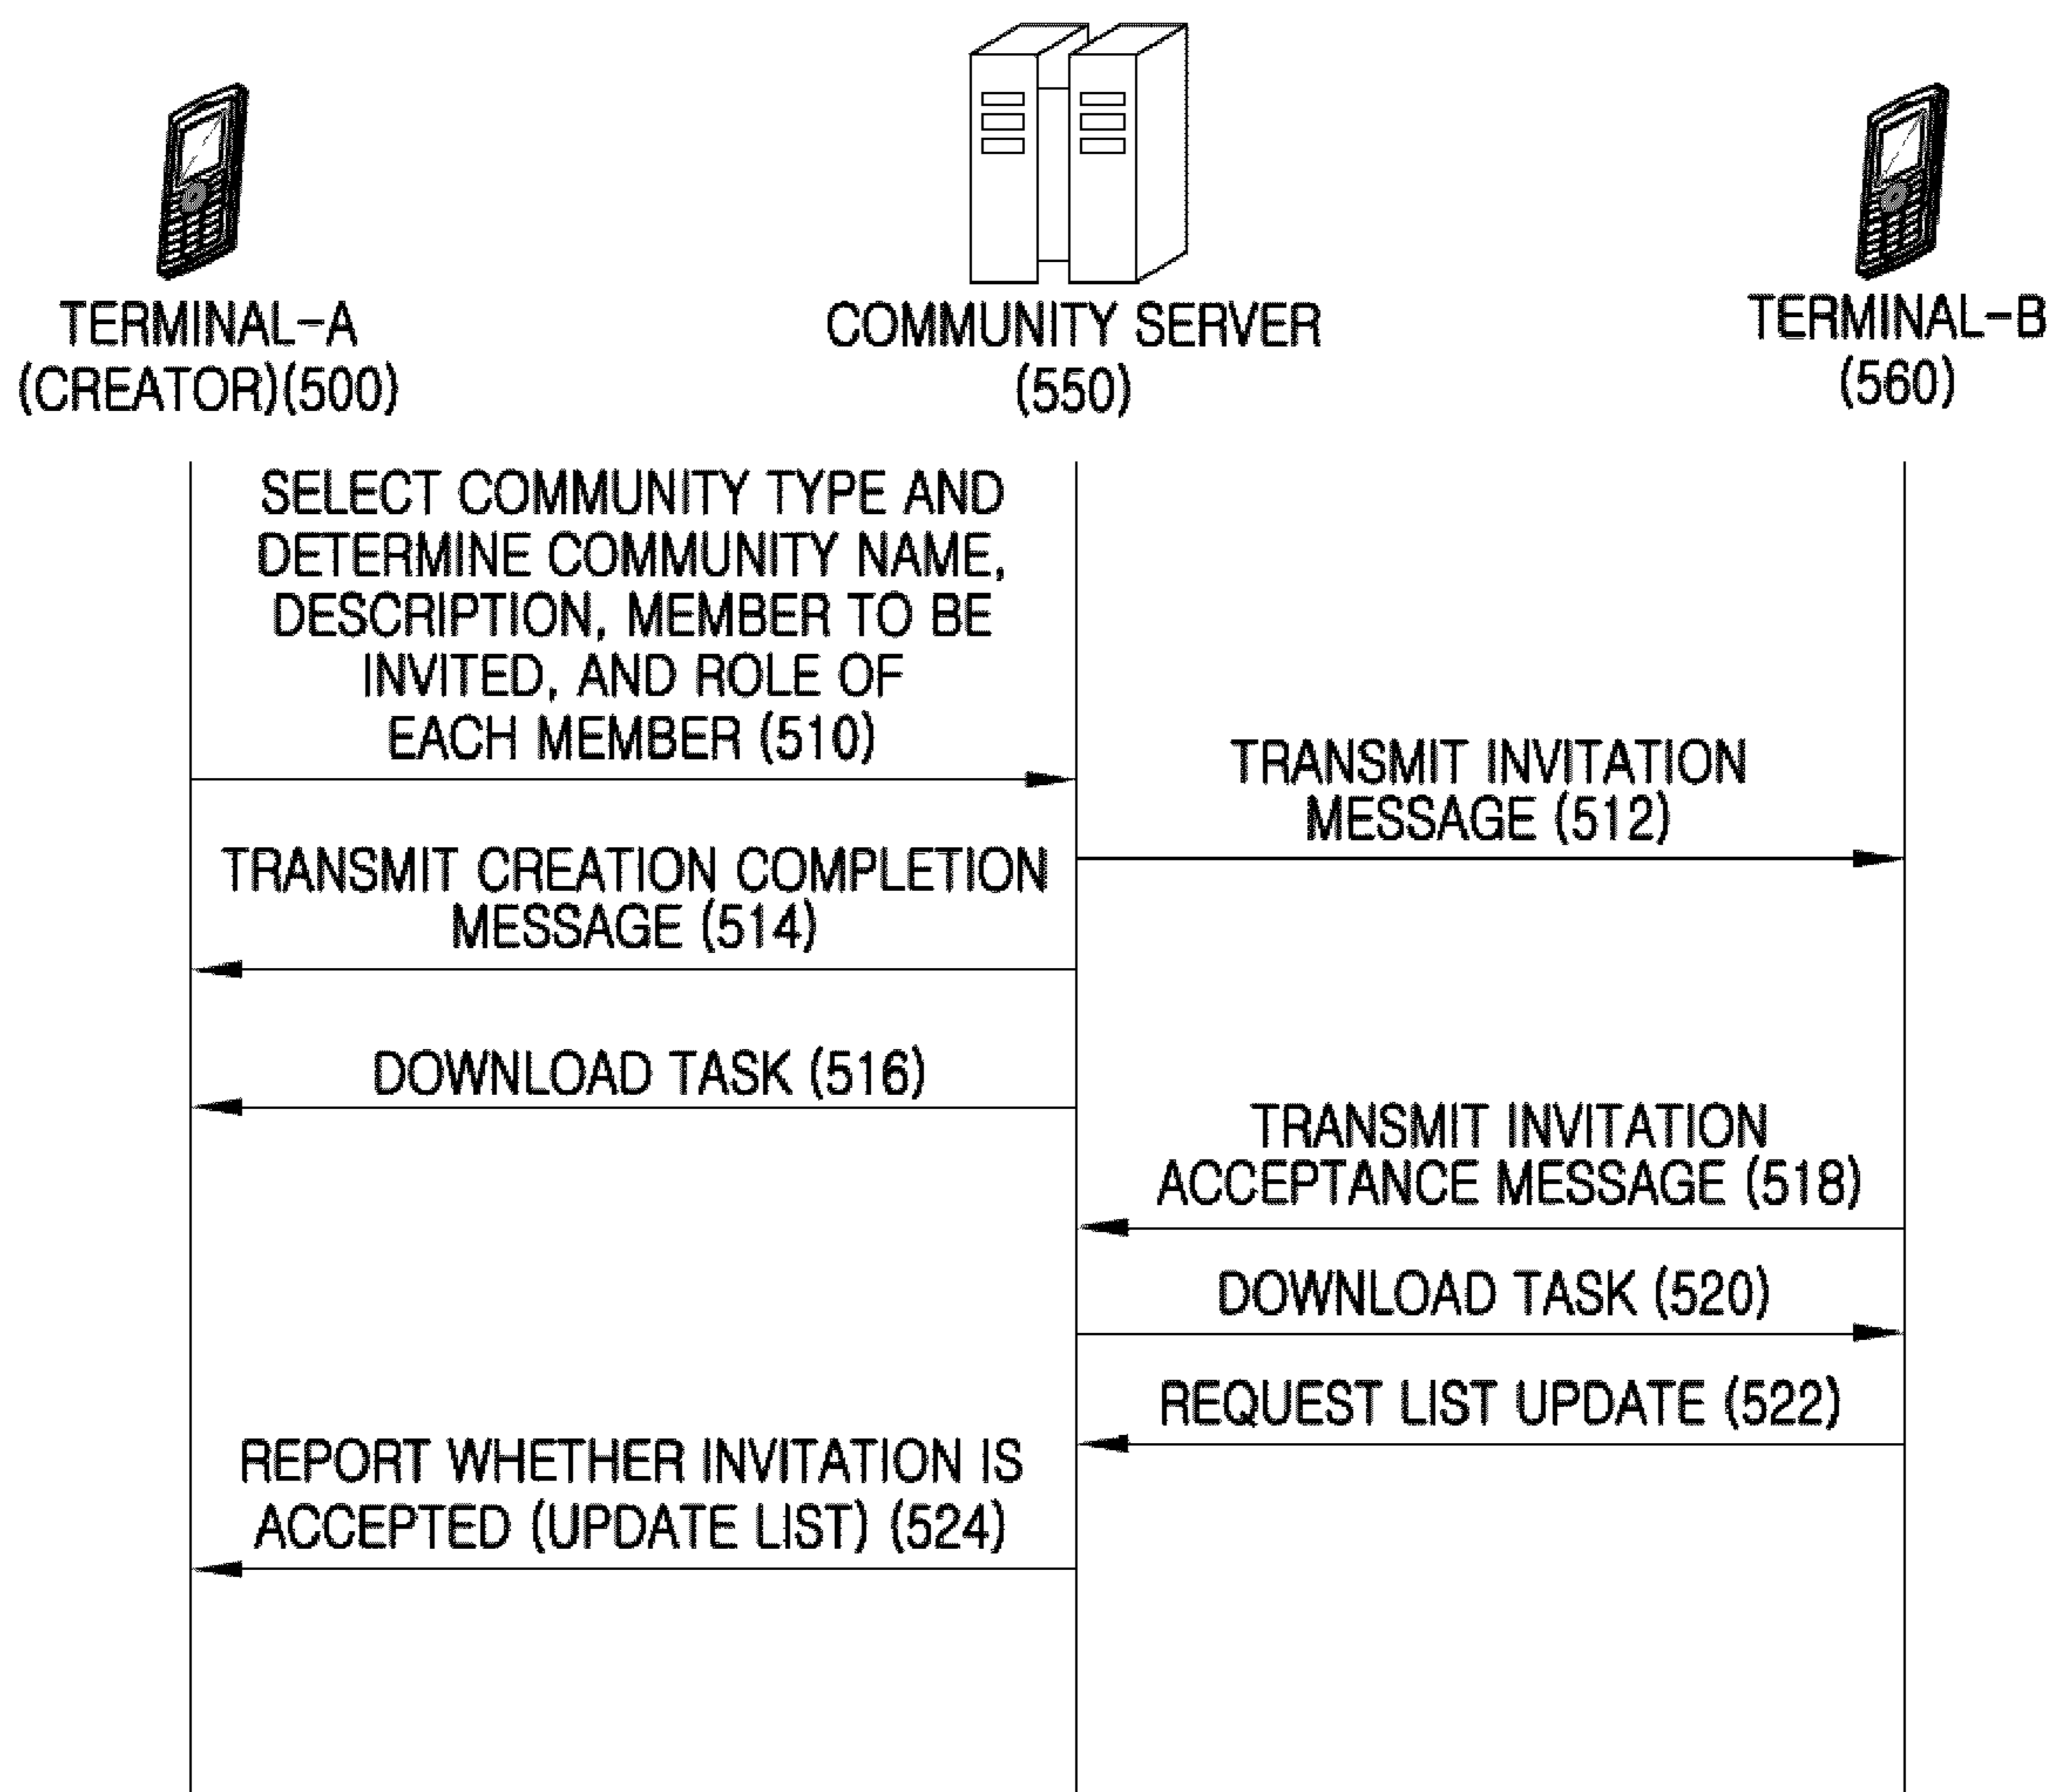 TERMINAL-A
(CREATOR)(500)
COMMUNITY SERVER
(550)
TERMINAL-B
(560)
SELECT COMMUNITY TYPE AND
DETERMINE COMMUNITY NAME,
DESCRIPTION, MEMBER TO BE
INVITED, AND ROLE OF
EACH MEMBER (510)
TRANSMIT INVITATION
MESSAGE (512)
TRANSMIT CREATION COMPLETION
MESSAGE (514)
DOWNLOAD TASK (516)
TRANSMIT INVITATION
ACCEPTANCE MESSAGE (518)
DOWNLOAD TASK (520)
REQUEST LIST UPDATE (522)
REPORT WHETHER INVITATION IS
ACCEPTED (UPDATE LIST) (524)